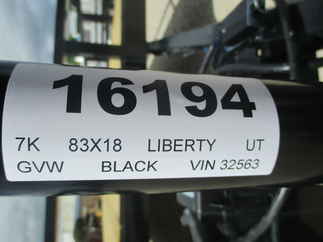 16194
7K 83X18 LIBERTY UT
GVW BLACK VIN 32563